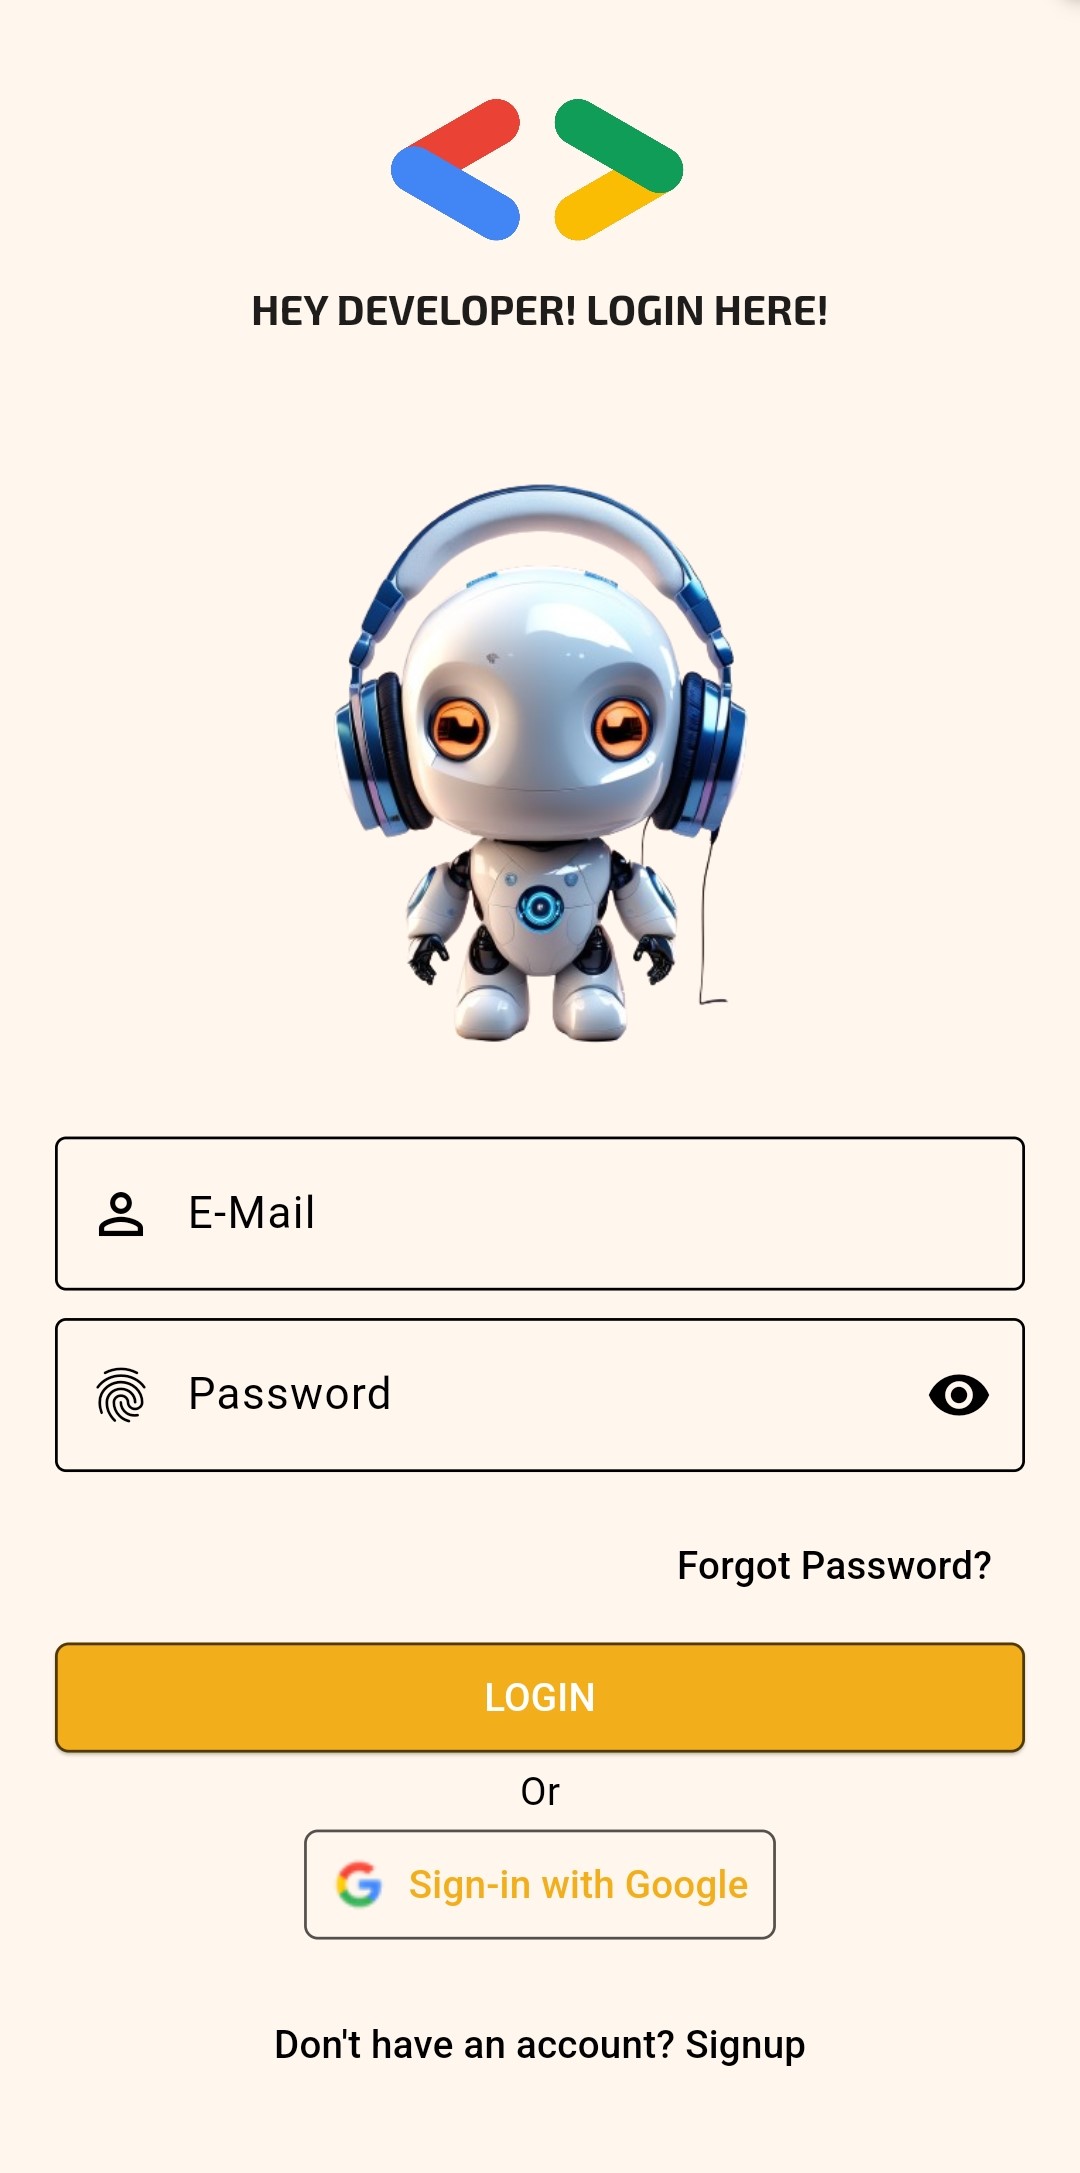 HEY DEVELOPER! LOGIN HERE!
E-Mail
Password
Forgot Password?
LOGIN
Or
Sign-in with Google
Don't have an account? Signup